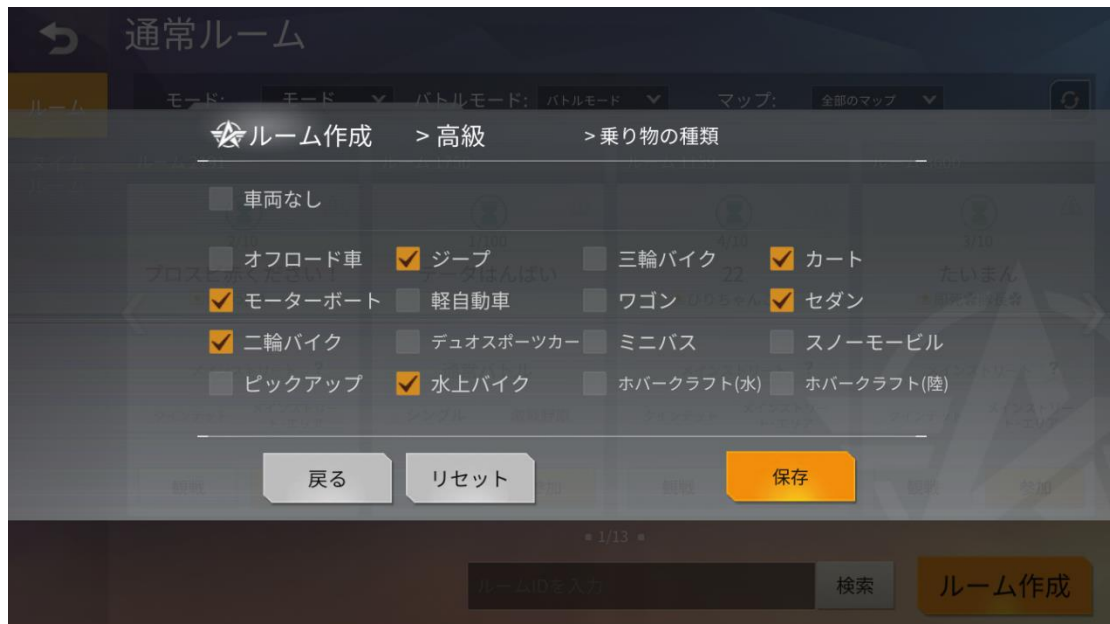 通常ルーム
ルーム
モード: モード バトルモード: バトルモード マップ: 全部のマップ
ルーム作成 > 高級 >乗り物の種類
車両なし
オフロード車 ジープ 三輪バイク カート
モーターボート 軽自動車 ワゴン セダン
二輪バイク デュオスポーツカー ミニバス スノーモービル
ピックアップ 水上バイク ホバークラフト(水) ホバークラフト(陸)
戻る リセット 保存
1/13
ルームIDを入力 検索 ルーム作成